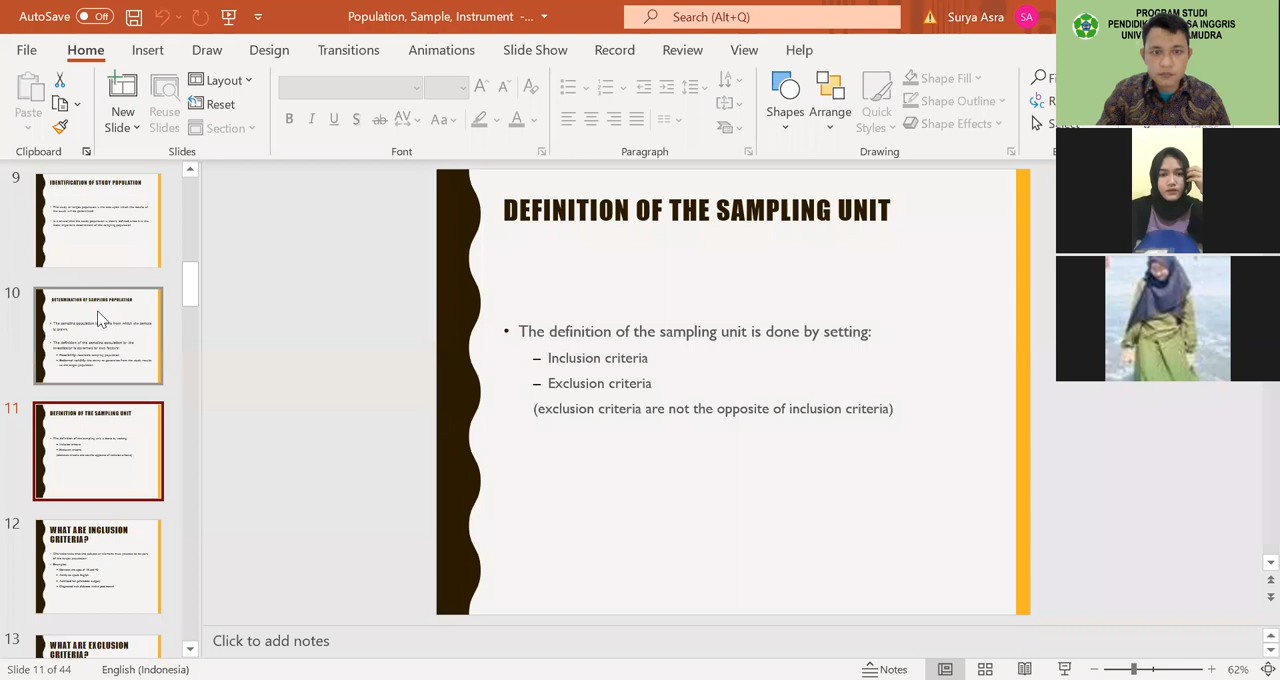 AutoSave
Off
Population, Sample, Instrument -...
Search (Alt+Q)
Surya Asra
SA
File
Home
Insert
Draw
Design
Transitions
Animations
Slide Show
Record
Review
View
Help
Paste
New
Slide
Reuse
Slides
Layout
Reset
Section
B I U S ab AV Aa A
Shapes
Arrange
Quick
Styles
Shape Fill
Shape Outline
Shape Effects
Clipboard
Slides
Font
Paragraph
Drawing
PROGRAM STUDI
9
IDENTIFICATION OF STUDY POPULATION
10
DETERMINATION OF SAMPLING POPULATION
11
DEFINITION OF THE SAMPLING UNIT
12
WHAT ARE INCLUSION
CRITERIA?
13
WHAT ARE EXCLUSION
CRITERIA?
DEFINITION OF THE SAMPLING UNIT
• The definition of the sampling unit is done by setting:
– Inclusion criteria
– Exclusion criteria
(exclusion criteria are not the opposite of inclusion criteria)
Click to add notes
Slide 11 of 44
English (Indonesia)
Notes
62%